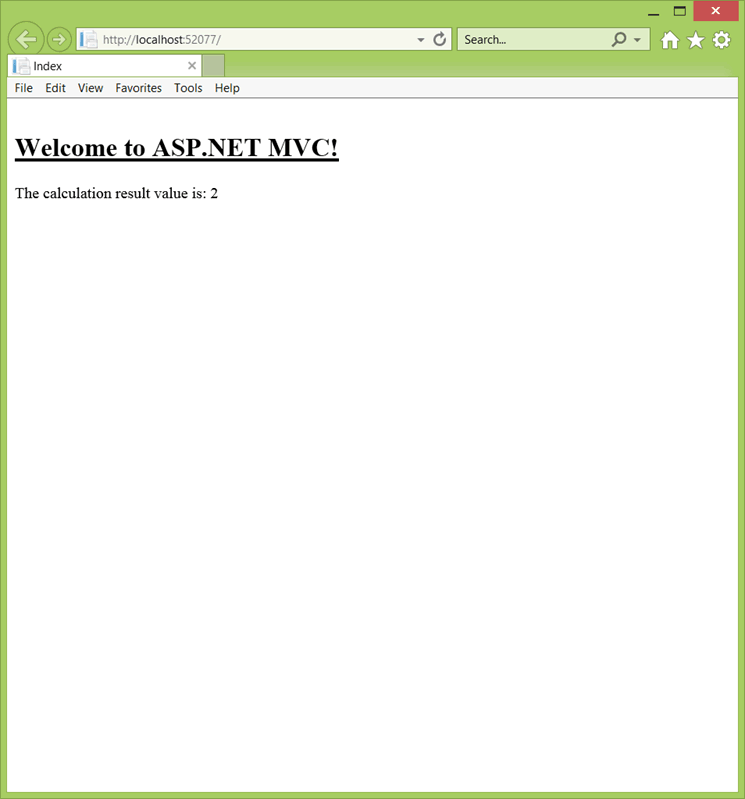 http://localhost:52077/
Search...
Index
File Edit View Favorites Tools Help
Welcome to ASP.NET MVC!
The calculation result value is: 2